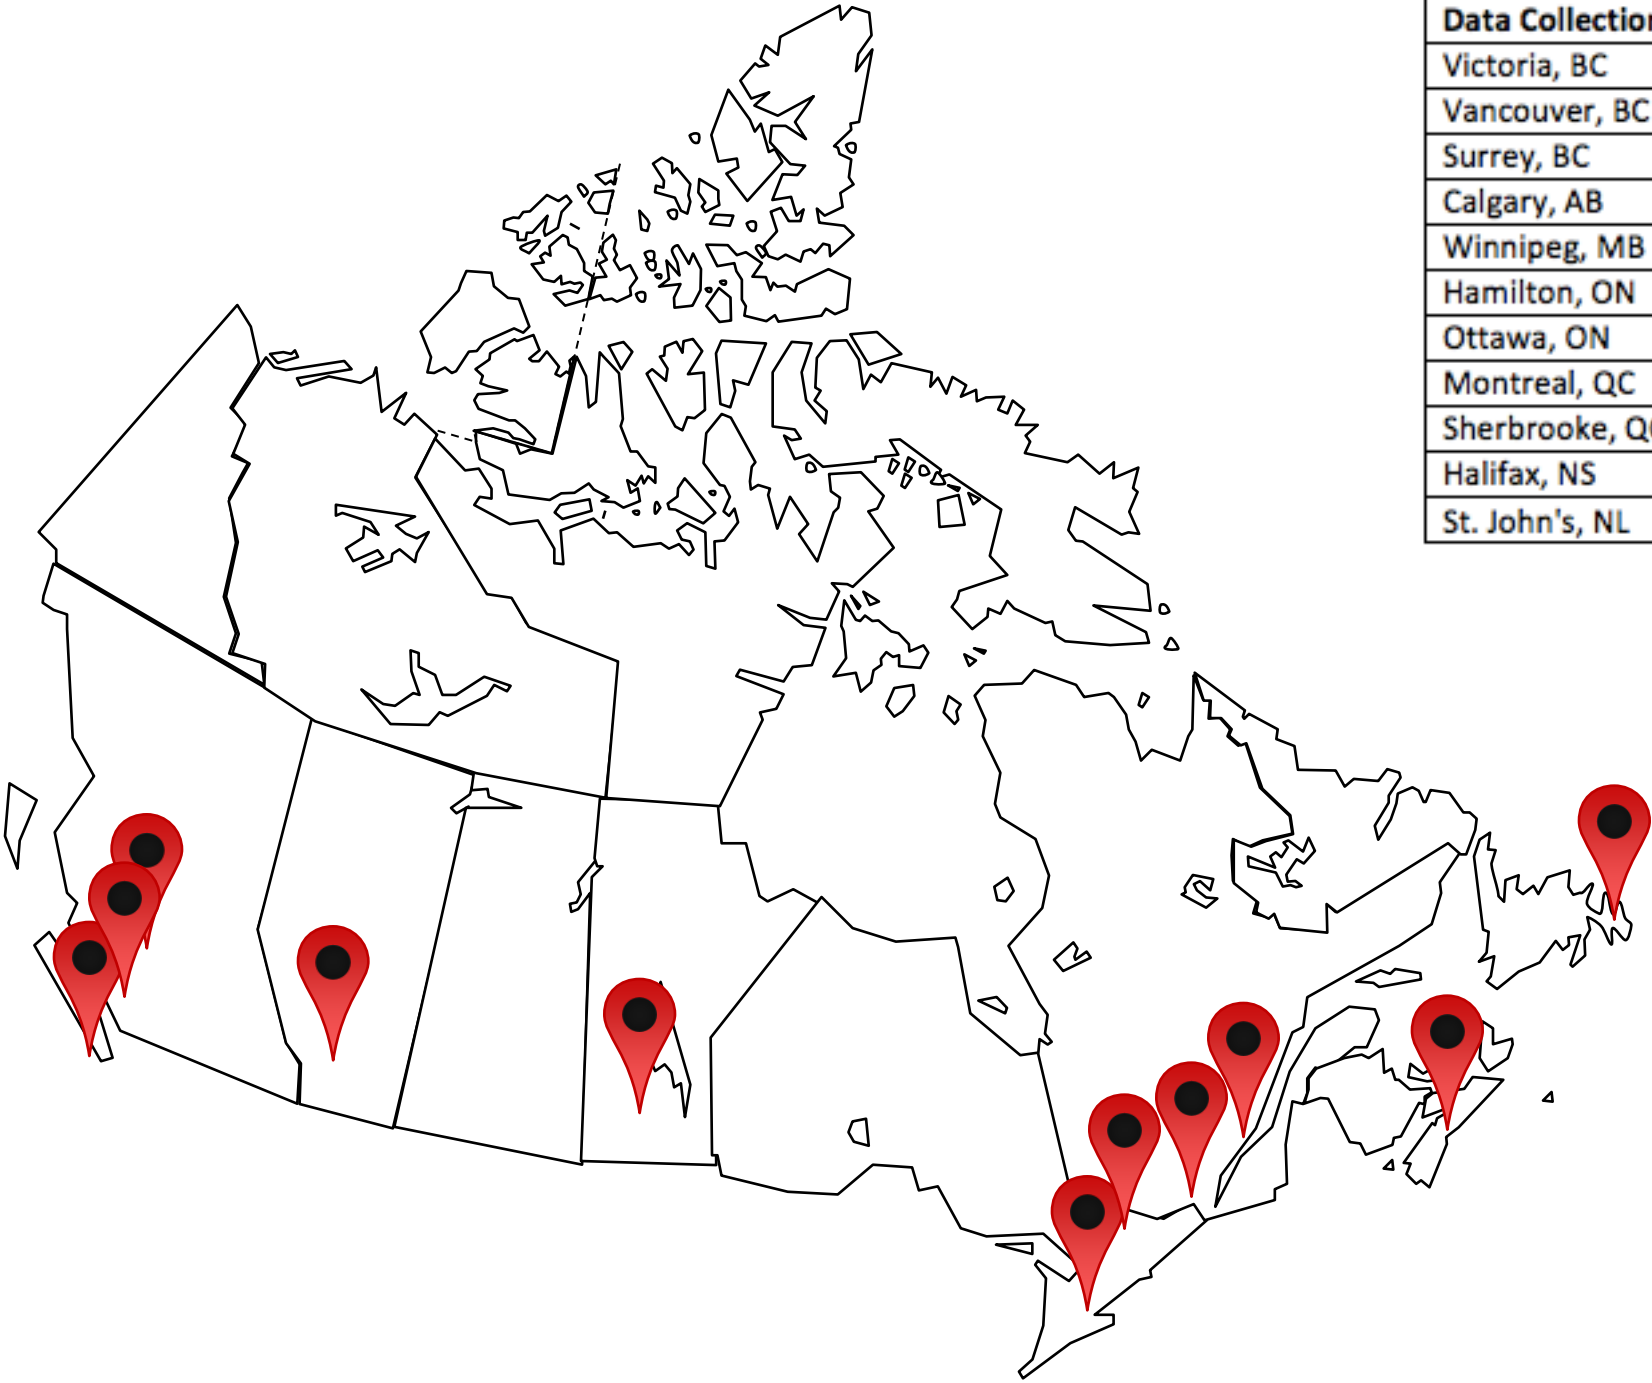 Data Collection
Victoria, BC
Vancouver, BC
Surrey, BC
Calgary, AB
Winnipeg, MB
Hamilton, ON
Ottawa, ON
Montreal, QC
Sherbrooke, Q
Halifax, NS
St. John's, NL